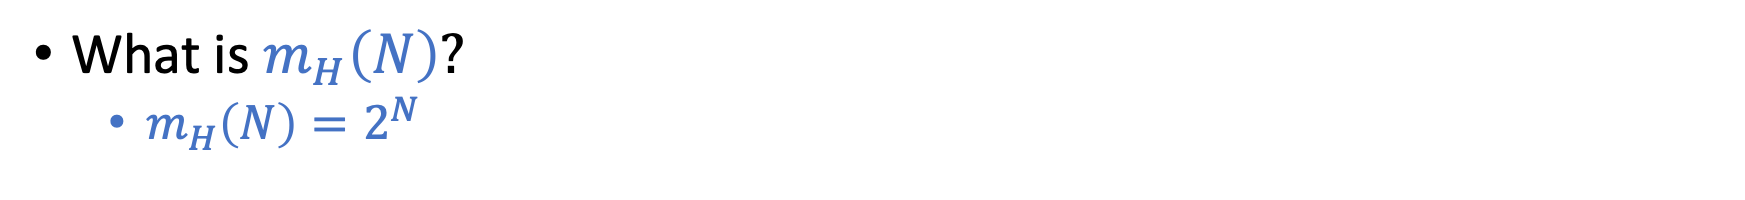 • What is m_H(N)?
• m_H(N) = 2^N